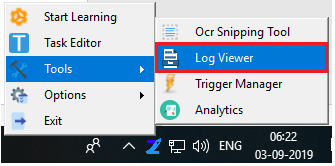 Start Learning
Task Editor
Tools
Options
Exit
Ocr Snipping Tool
Log Viewer
Trigger Manager
Analytics
ENG
06:22
03-09-2019